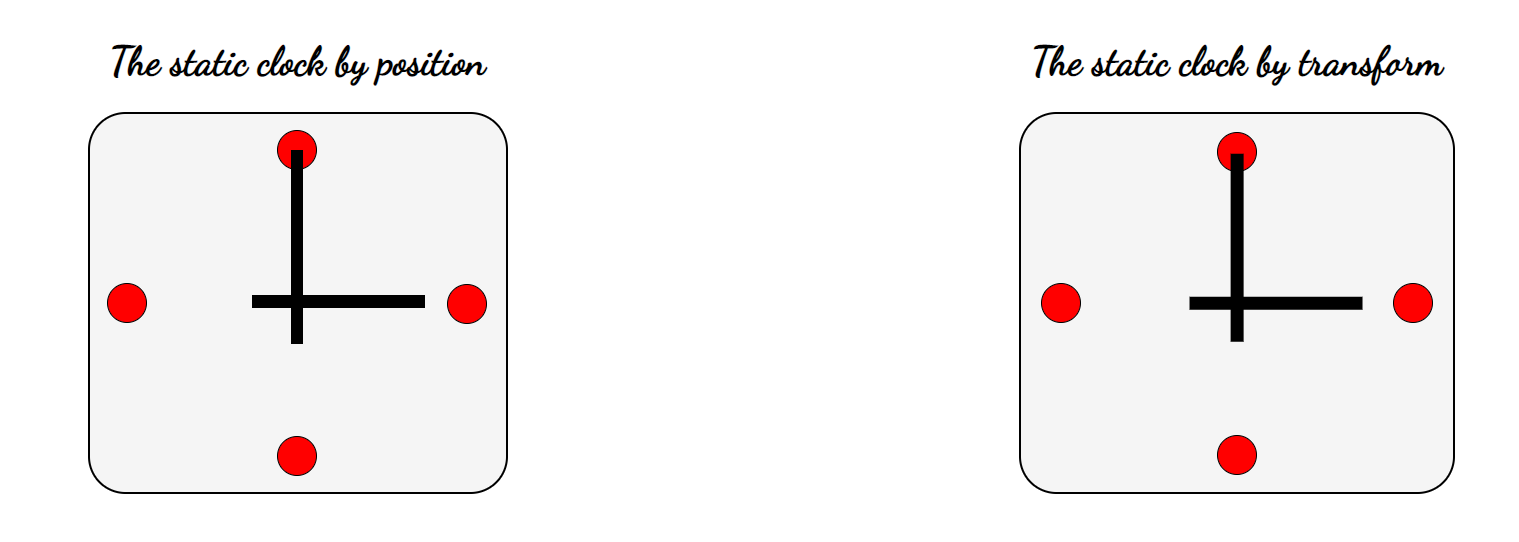 The static clock by position
The static clock by transform